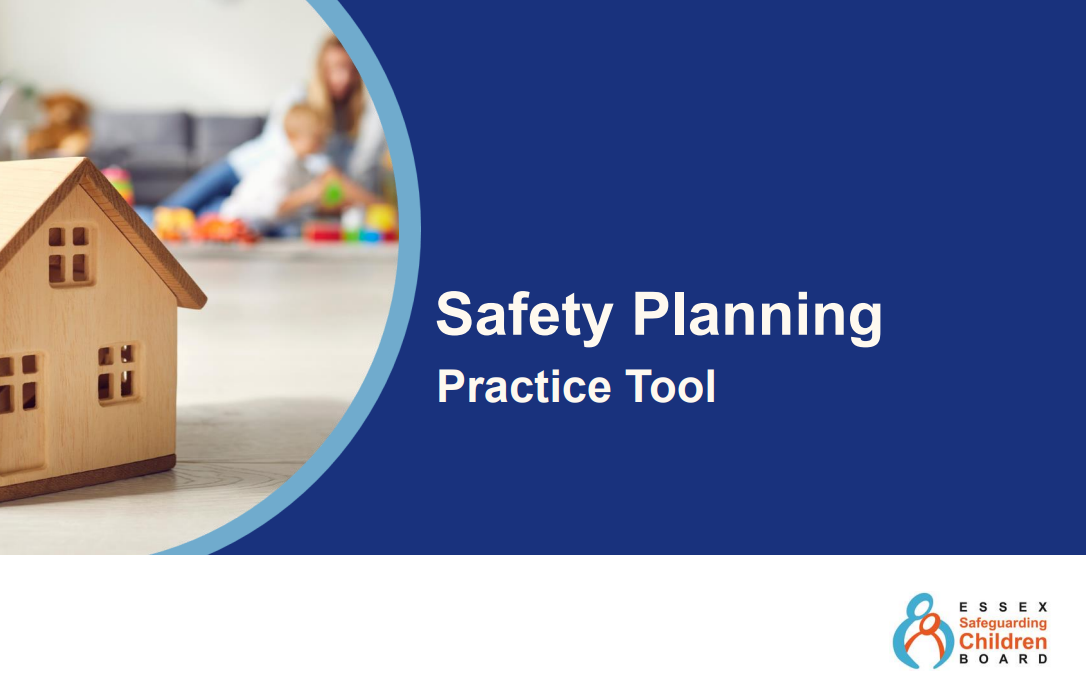 Safety Planning
Practice Tool
ESSEX
Safeguarding
Children
BOARD